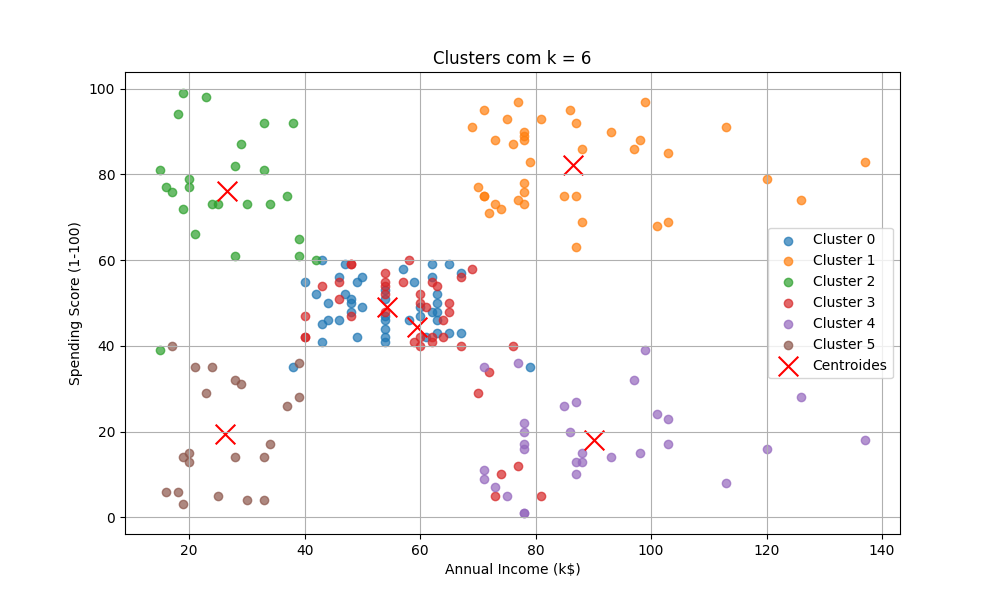 Clusters com k = 6
100
80
60
40
20
0
Spending Score (1-100)
Cluster 0
Cluster 1
Cluster 2
Cluster 3
Cluster 4
Cluster 5
Centroides
20 40 60 80 100 120 140
Annual Income (k$)